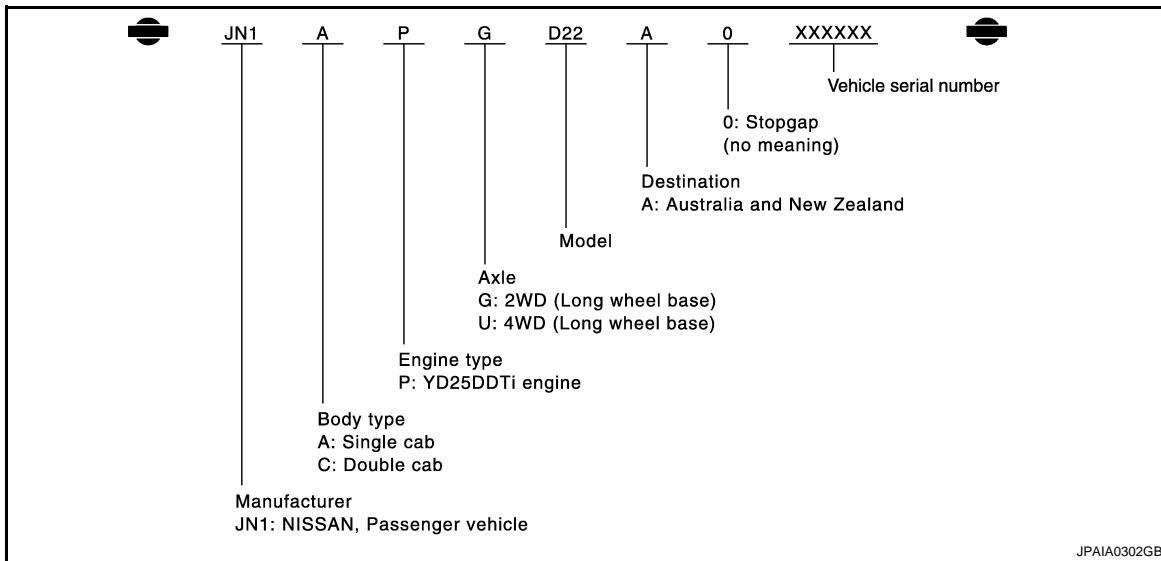 JN1 A P G D22 A 0 XXXXXX
Vehicle serial number
0: Stopgap
(no meaning)
Destination
A: Australia and New Zealand
Model
Axle
G: 2WD (Long wheel base)
U: 4WD (Long wheel base)
Engine type
P: YD25DDTi engine
Body type
A: Single cab
C: Double cab
Manufacturer
JN1: NISSAN, Passenger vehicle
JPAIA0302GB